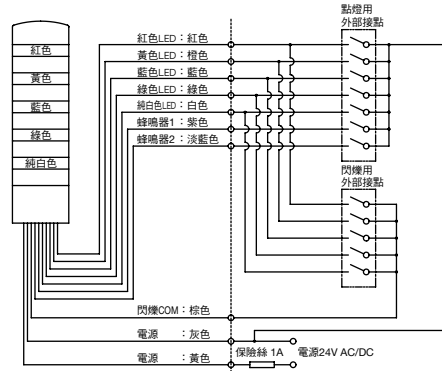 點燈用
外部接點
紅色LED：紅色
黃色LED：橙色
藍色LED：藍色
綠色LED：綠色
純白色LED：白色
蜂鳴器1：紫色
蜂鳴器2：淡藍色
紅色
黃色
藍色
綠色
純白色
閃爍用
外部接點
閃爍COM：棕色
電源　：灰色
電源　：黃色
保險絲 1A
電源24V AC/DC